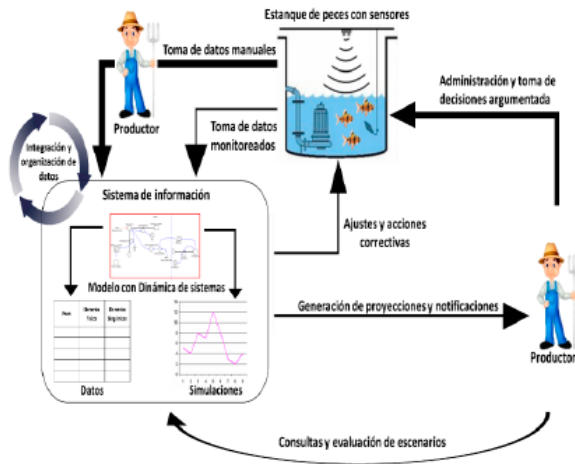 Estanque de peces con sensores
Toma de datos manuales
Productor
Toma de datos
monitoreados
Administración y toma de
decisiones argumentada
Integración y
organización de
datos
Sistema de información
Ajustes y acciones
correctivas
Modelo con Dinámica de sistemas
Generación de proyecciones y notificaciones
Productor
Datos
Simulaciones
Consultas y evaluación de escenarios